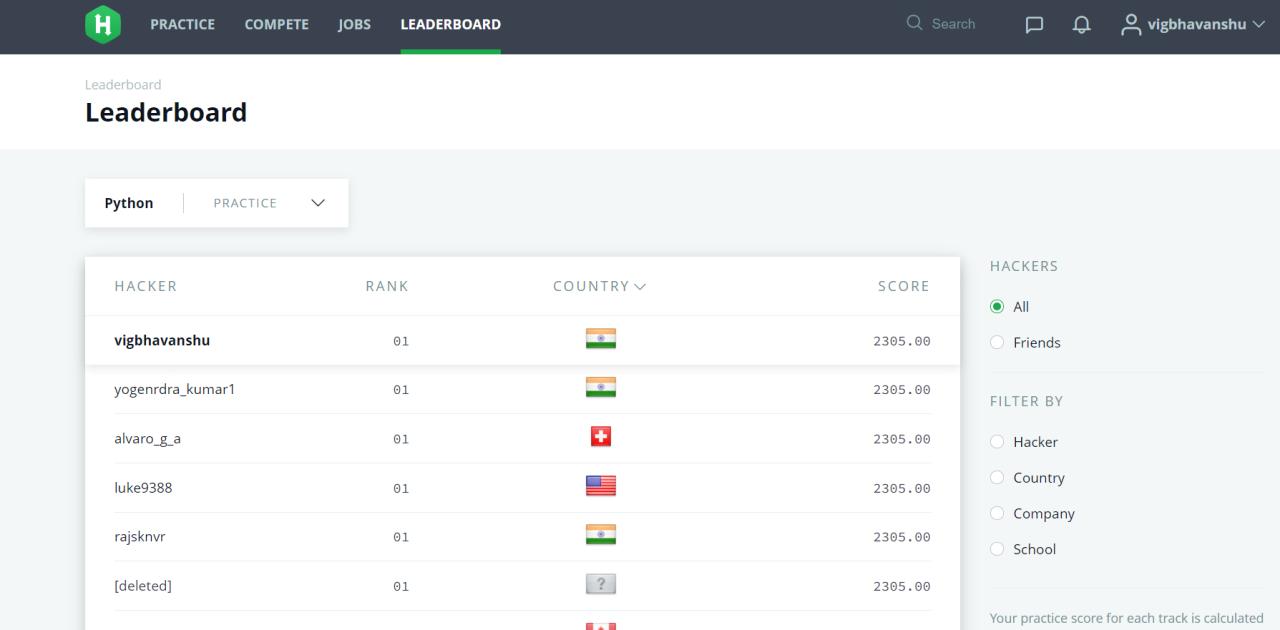 H PRACTICE COMPETE JOBS LEADERBOARD Search vigbhavanshu
Leaderboard
Leaderboard
Python PRACTICE
HACKER RANK COUNTRY SCORE
vigbhavanshu 01 2305.00
yogenrdra_kumar1 01 2305.00
alvaro_g_a 01 2305.00
luke9388 01 2305.00
rajsknvr 01 2305.00
[deleted] 01 ? 2305.00
HACKERS
All
Friends
FILTER BY
Hacker
Country
Company
School
Your practice score for each track is calculated